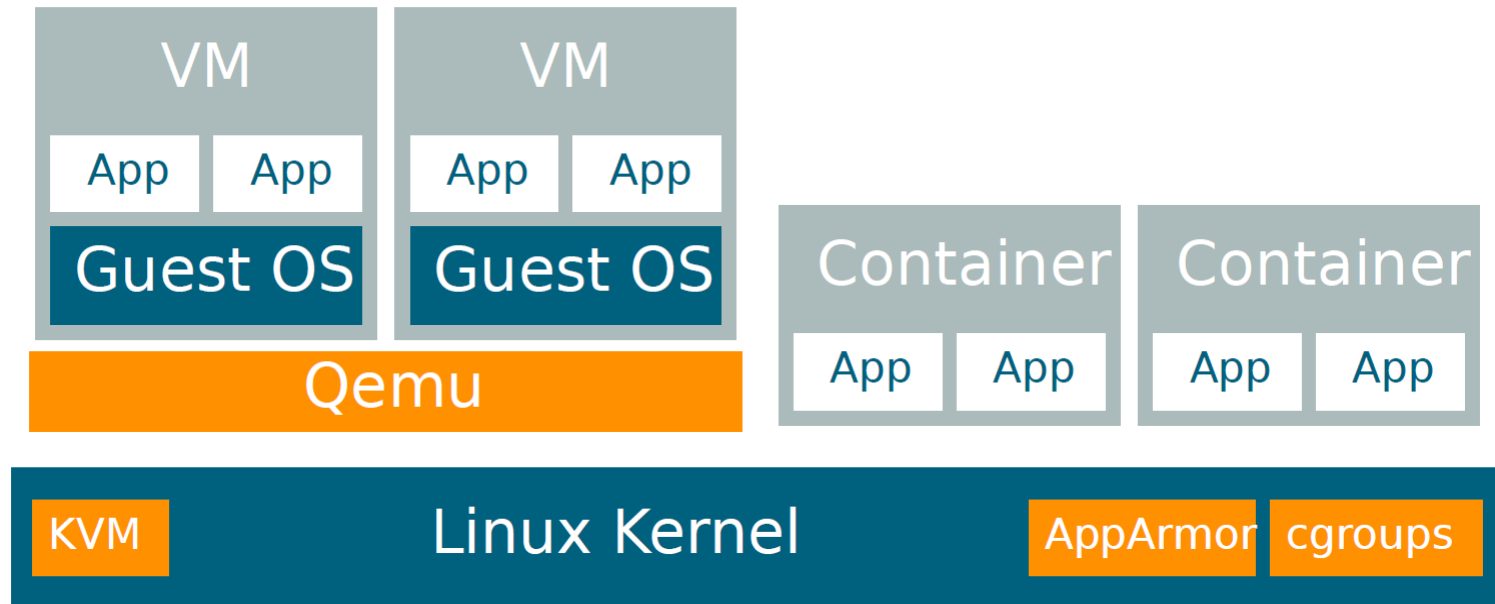 VM
VM
App
App
App
App
Guest OS
Guest OS
Qemu
Container
Container
App
App
App
App
KVM
Linux Kernel
AppArmor
cgroups